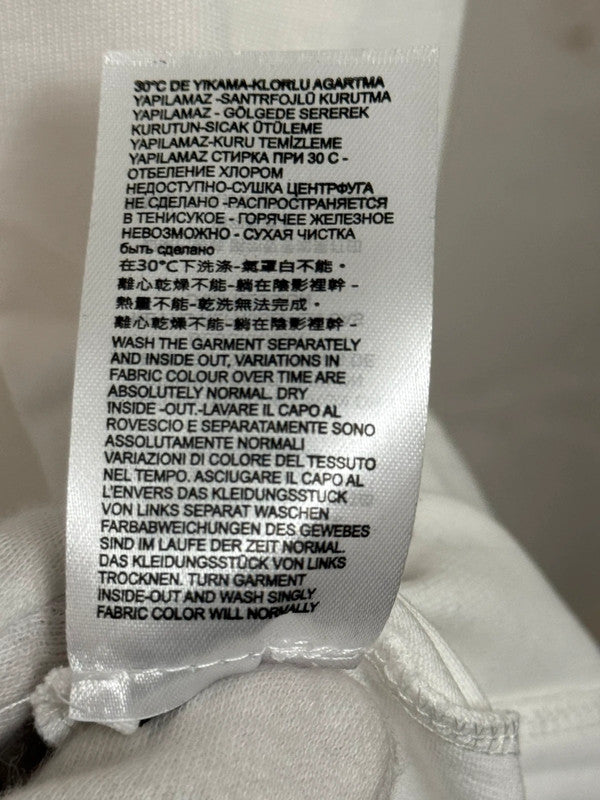 30°C DE YIKAMA-KLORLU AGARTMA
YAPILAMAZ -SANTRFOJLÜ KURUTMA
YAPILAMAZ - GÖLGEDE SEREREK
KURUTUN-SICAK ÜTÜLEME
YAPILAMAZ-KURU TEMİZLEME
YAPILAMAZ СТИРКА ПРИ 30 С -
ОТБЕЛЕНИЕ ХЛОРОМ
НЕДОСТУПНО-СУШКА ЦЕНТРФУГА
НЕ СДЕЛАНО -РАСПРОСТРАНЯЕТСЯ
В ТЕНИСУКОЕ - ГОРЯЧЕЕ ЖЕЛЕЗНОЕ
НЕВОЗМОЖНО - СУХАЯ ЧИСТКА
быть сделано
在30°C下洗涤-氣罩白不能。
離心乾燥不能-躺在陰影裡幹 -
熱量不能-乾洗無法完成。
離心乾燥不能-躺在陰影裡幹 -
WASH THE GARMENT SEPARATELY
AND INSIDE OUT, VARIATIONS IN
FABRIC COLOUR OVER TIME ARE
ABSOLUTELY NORMAL. DRY
INSIDE -OUT.-LAVARE IL CAPO AL
ROVESCIO E SEPARATAMENTE SONO
ASSOLUTAMENTE NORMALI
VARIAZIONI DI COLORE DEL TESSUTO
NEL TEMPO. ASCIUGARE IL CAPO AL
L'ENVERS DAS KLEIDUNGSSTUCK
VON LINKS SEPARAT WASCHEN
FARBABWEICHUNGEN DES GEWEBES
SIND IM LAUFE DER ZEIT NORMAL.
DAS KLEIDUNGSSTÜCK VON LINKS
TROCKNEN. TURN GARMENT
INSIDE-OUT AND WASH SINGLY
FABRIC COLOR WILL NORMALLY